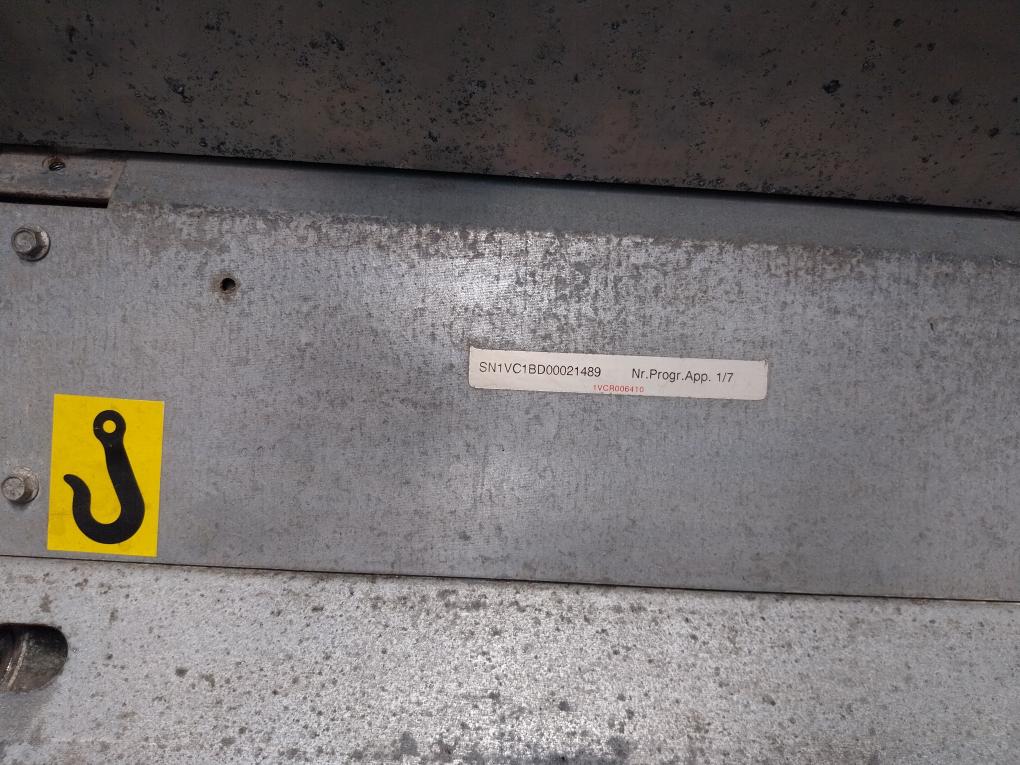 SN1VC1BD00021489 Nr.Progr.App. 1/7
1VCR006410